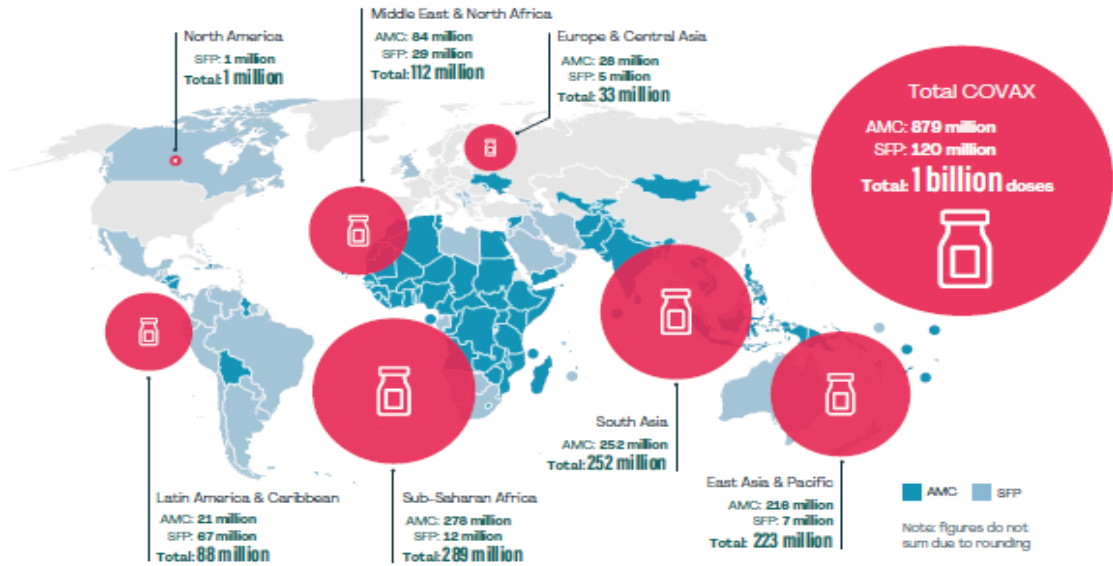 North America
SFP: 1 million
Total: 1 million
Middle East & North Africa
AMC: 84 million
SFP: 29 million
Total: 112 million
Europe & Central Asia
AMC: 28 million
SFP: 5 million
Total: 33 million
Total COVAX
AMC: 879 million
SFP: 120 million
Total: 1 billion doses
Latin America & Caribbean
AMC: 21 million
SFP: 67 million
Total: 88 million
Sub-Saharan Africa
AMC: 278 million
SFP: 12 million
Total: 289 million
South Asia
AMC: 252 million
Total: 252 million
East Asia & Pacific
AMC: 216 million
SFP: 7 million
Total: 223 million
AMC
SFP
Note: figures do not
sum due to rounding